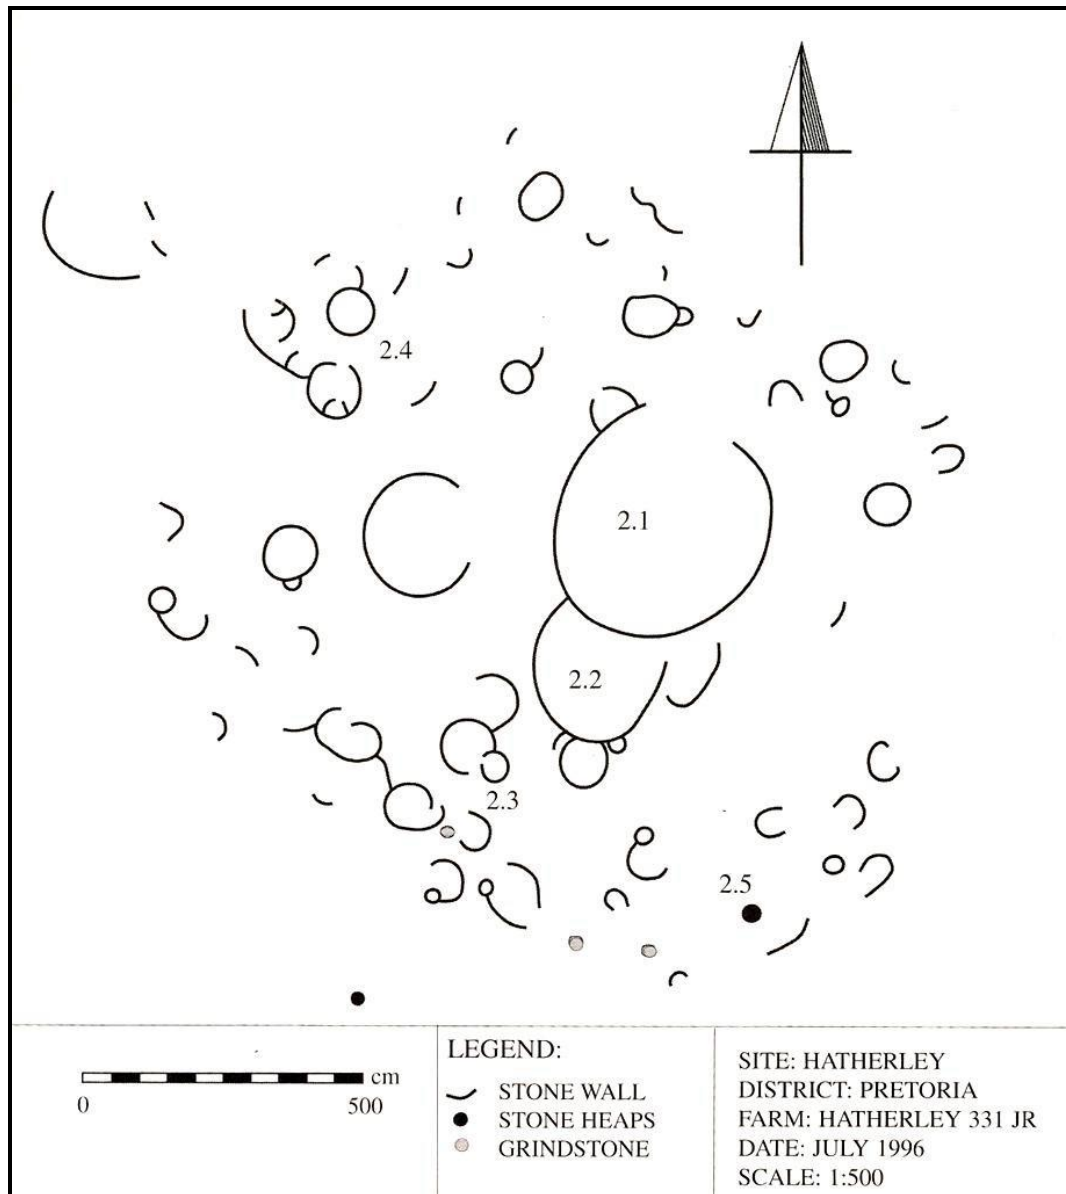 2.4
2.1
2.2
2.3
2.5
cm
0 500
LEGEND:
STONE WALL
STONE HEAPS
GRINDSTONE
SITE: HATHERLEY
DISTRICT: PRETORIA
FARM: HATHERLEY 331 JR
DATE: JULY 1996
SCALE: 1:500